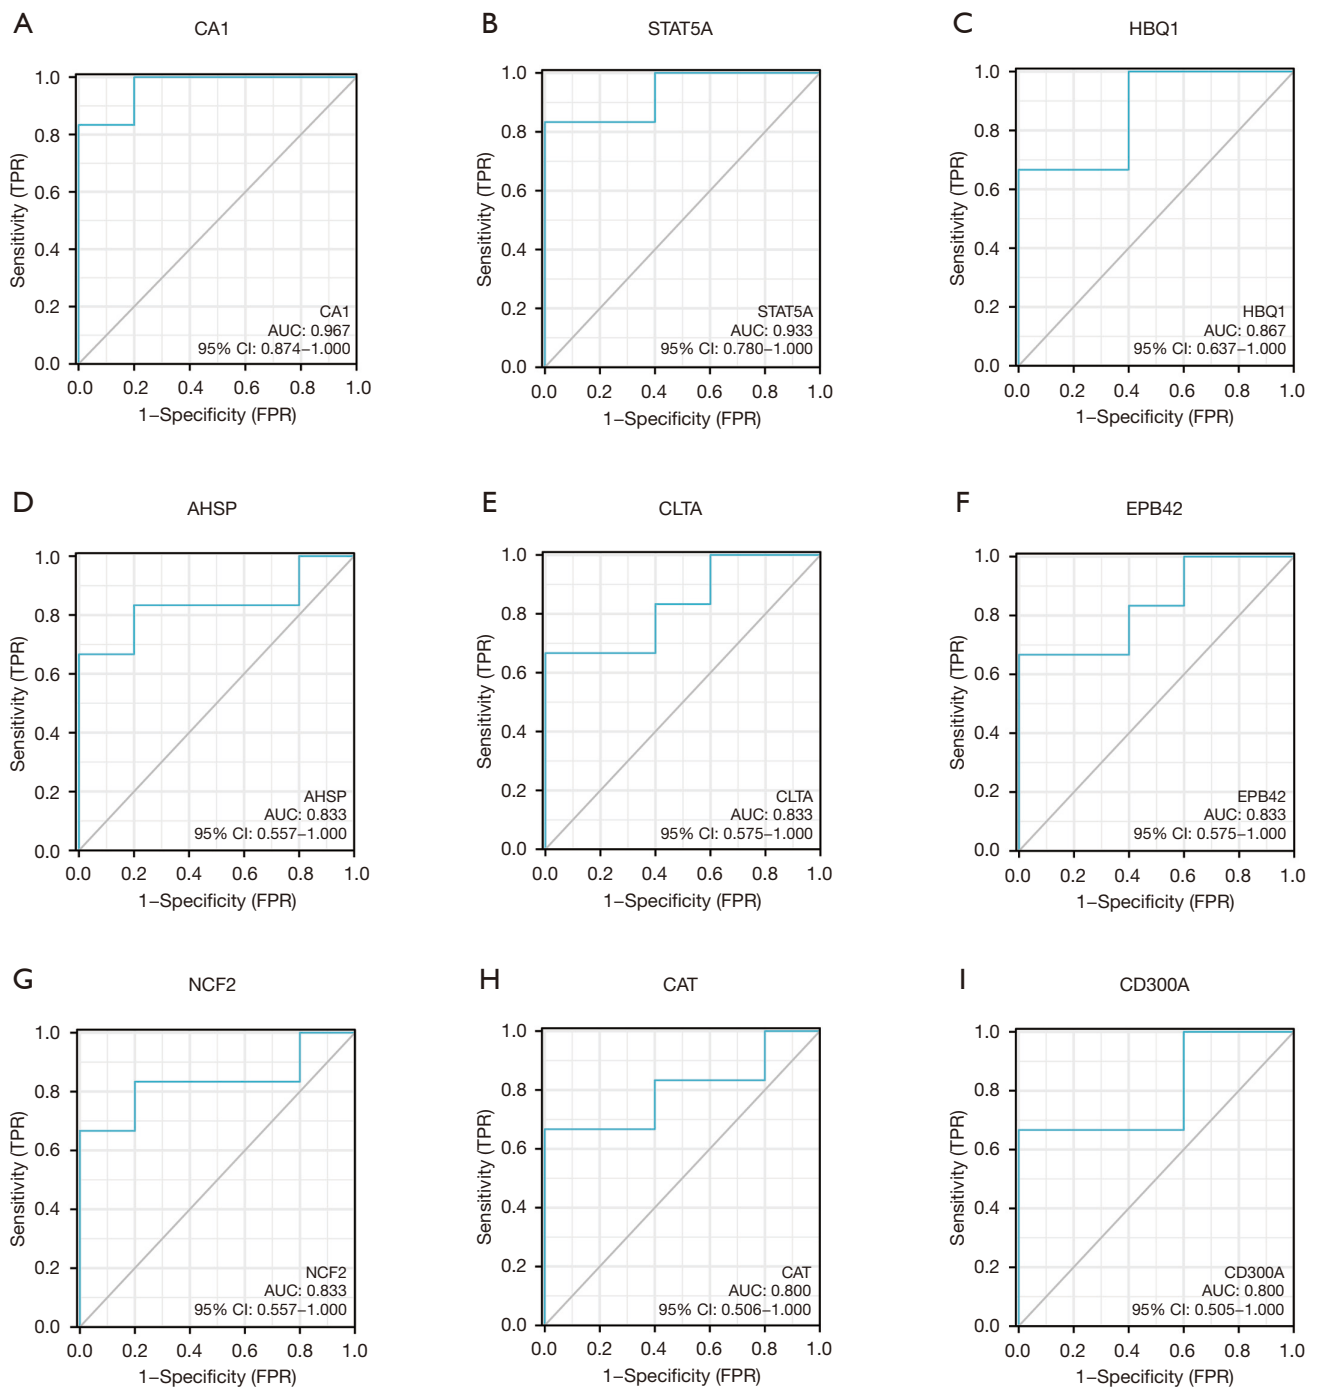 A
CA1
1.0
0.8
0.6
0.4
0.2
0.0
Sensitivity (TPR)
CA1
AUC: 0.967
95% CI: 0.874–1.000
0.0 0.2 0.4 0.6 0.8 1.0
1–Specificity (FPR)
B
STAT5A
1.0
0.8
0.6
0.4
0.2
0.0
Sensitivity (TPR)
STAT5A
AUC: 0.933
95% CI: 0.780–1.000
0.0 0.2 0.4 0.6 0.8 1.0
1–Specificity (FPR)
C
HBQ1
1.0
0.8
0.6
0.4
0.2
0.0
Sensitivity (TPR)
HBQ1
AUC: 0.867
95% CI: 0.637–1.000
0.0 0.2 0.4 0.6 0.8 1.0
1–Specificity (FPR)
D
AHSP
1.0
0.8
0.6
0.4
0.2
0.0
Sensitivity (TPR)
AHSP
AUC: 0.833
95% CI: 0.557–1.000
0.0 0.2 0.4 0.6 0.8 1.0
1–Specificity (FPR)
E
CLTA
1.0
0.8
0.6
0.4
0.2
0.0
Sensitivity (TPR)
CLTA
AUC: 0.833
95% CI: 0.575–1.000
0.0 0.2 0.4 0.6 0.8 1.0
1–Specificity (FPR)
F
EPB42
1.0
0.8
0.6
0.4
0.2
0.0
Sensitivity (TPR)
EPB42
AUC: 0.833
95% CI: 0.575–1.000
0.0 0.2 0.4 0.6 0.8 1.0
1–Specificity (FPR)
G
NCF2
1.0
0.8
0.6
0.4
0.2
0.0
Sensitivity (TPR)
NCF2
AUC: 0.833
95% CI: 0.557–1.000
0.0 0.2 0.4 0.6 0.8 1.0
1–Specificity (FPR)
H
CAT
1.0
0.8
0.6
0.4
0.2
0.0
Sensitivity (TPR)
CAT
AUC: 0.800
95% CI: 0.506–1.000
0.0 0.2 0.4 0.6 0.8 1.0
1–Specificity (FPR)
I
CD300A
1.0
0.8
0.6
0.4
0.2
0.0
Sensitivity (TPR)
CD300A
AUC: 0.800
95% CI: 0.505–1.000
0.0 0.2 0.4 0.6 0.8 1.0
1–Specificity (FPR)